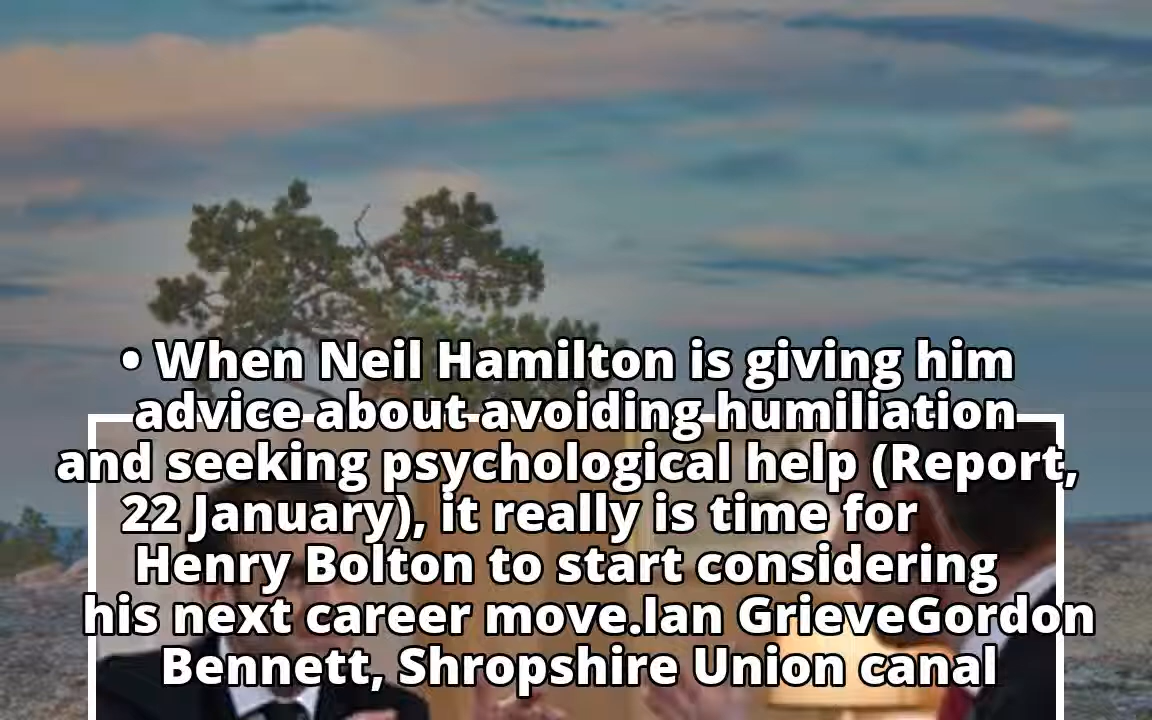 • When Neil Hamilton is giving him
advice about avoiding humiliation
and seeking psychological help (Report,
22 January), it really is time for
Henry Bolton to start considering
his next career move.Ian GrieveGordon
Bennett, Shropshire Union canal